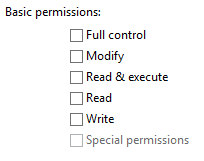 Basic permissions:
Full control
Modify
Read & execute
Read
Write
Special permissions